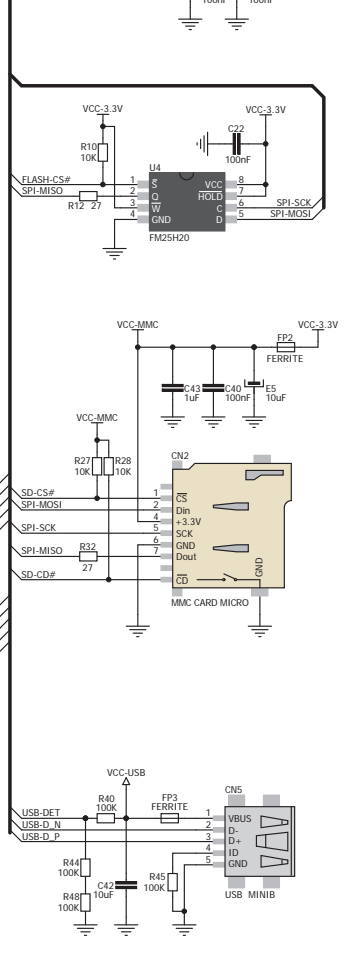 100nF 100nF
VCC-3.3V VCC-3.3V
R10
10K
C22
100nF
U4
FLASH-CS# 1 S VCC 8
SPI-MISO R12 27 2 Q HOLD 7
3 W C 6 SPI-SCK
4 GND D 5 SPI-MOSI
FM25H20
VCC-MMC VCC-3.3V
FP2
FERRITE
C43
1uF
C40
100nF
E5
10uF
VCC-MMC
R27
10K
R28
10K
CN2
SD-CS# 1 CS
SPI-MOSI 2 Din
4 +3.3V
SPI-SCK 5 SCK
6 GND
SPI-MISO R32 27 7 Dout
SD-CD# CD GND
MMC CARD MICRO
VCC-USB
R40
100K
FP3
FERRITE
CN5
USB-DET 1 VBUS
USB-D_N 2 D-
USB-D_P 3 D+
4 ID
5 GND
R44
100K
R48
100K
C42
10uF
R45
100K
USB MINIB